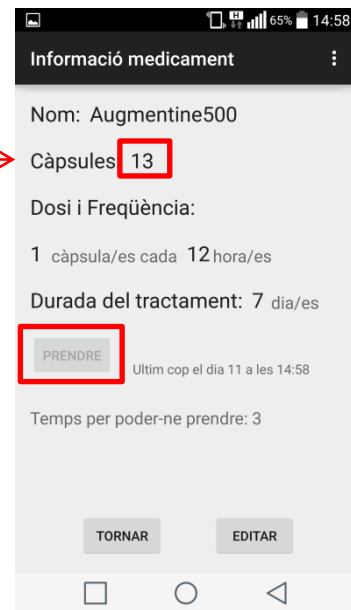 H 65% 14:58
Informació medicament
Nom: Augmentine500
Càpsules 13
Dosi i Freqüència:
1 càpsula/es cada 12 hora/es
Durada del tractament: 7 dia/es
PRENDRE Ultim cop el dia 11 a les 14:58
Temps per poder-ne prendre: 3
TORNAR EDITAR